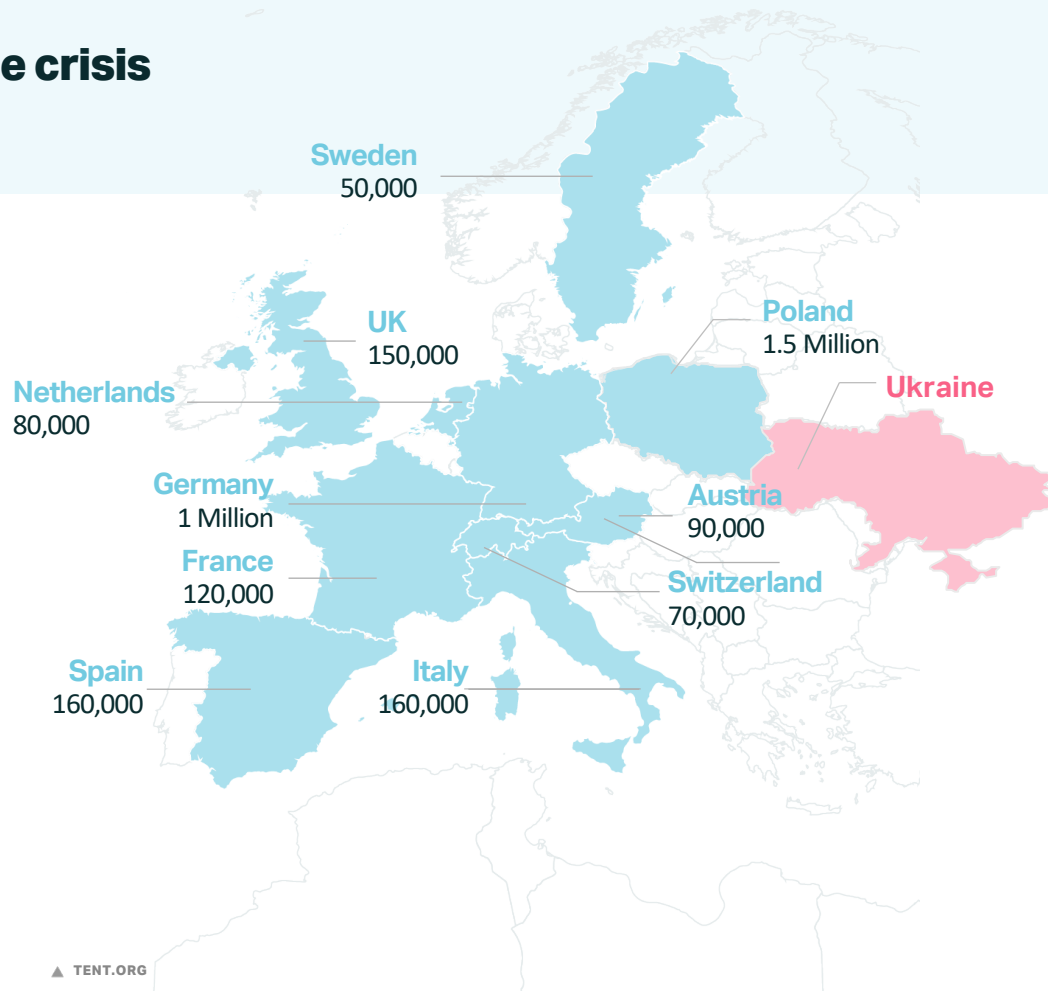 e crisis
Sweden
50,000
UK
150,000
Poland
1.5 Million
Ukraine
Netherlands
80,000
Germany
1 Million
Austria
90,000
France
120,000
Switzerland
70,000
Spain
160,000
Italy
160,000
TENT.ORG